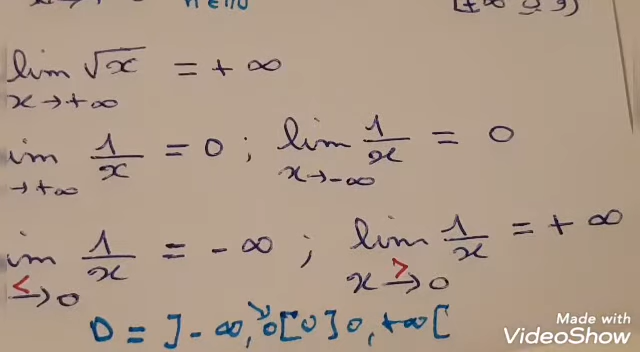 lim √x = +∞
x→+∞
im 1/x = 0 ; lim 1/x = 0
→+∞ x→-∞
im 1/x = -∞ ; lim 1/x = +∞
<→0 x >→0
D = ]-∞, 0[ ∪ ]0, +∞[
Made with
VideoShow